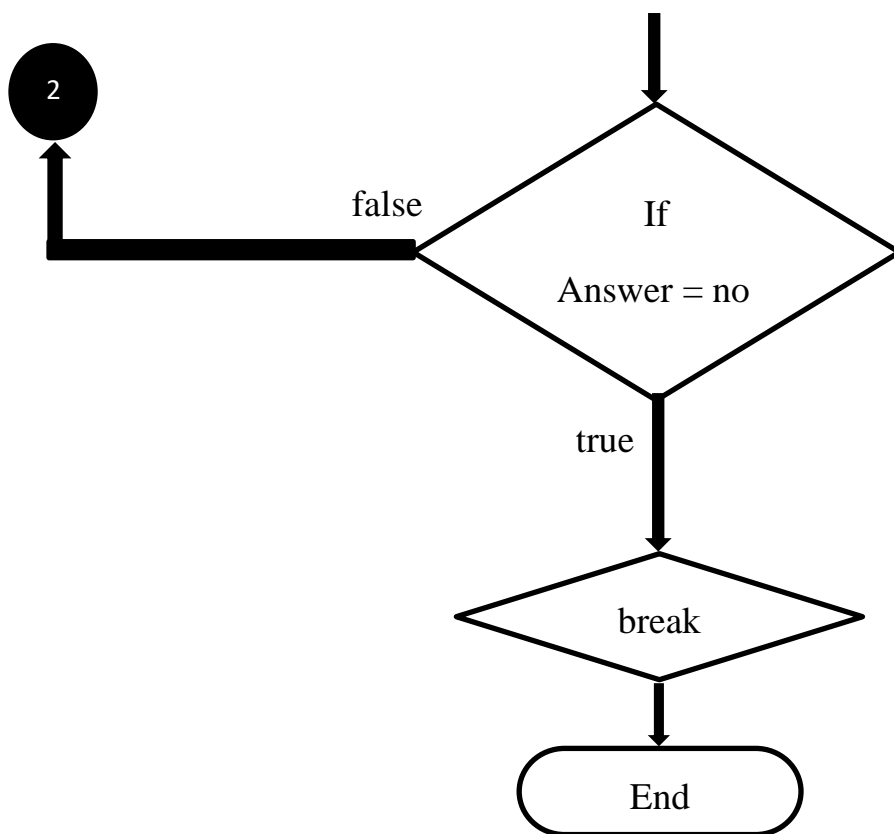 2
false
If
Answer = no
true
break
End